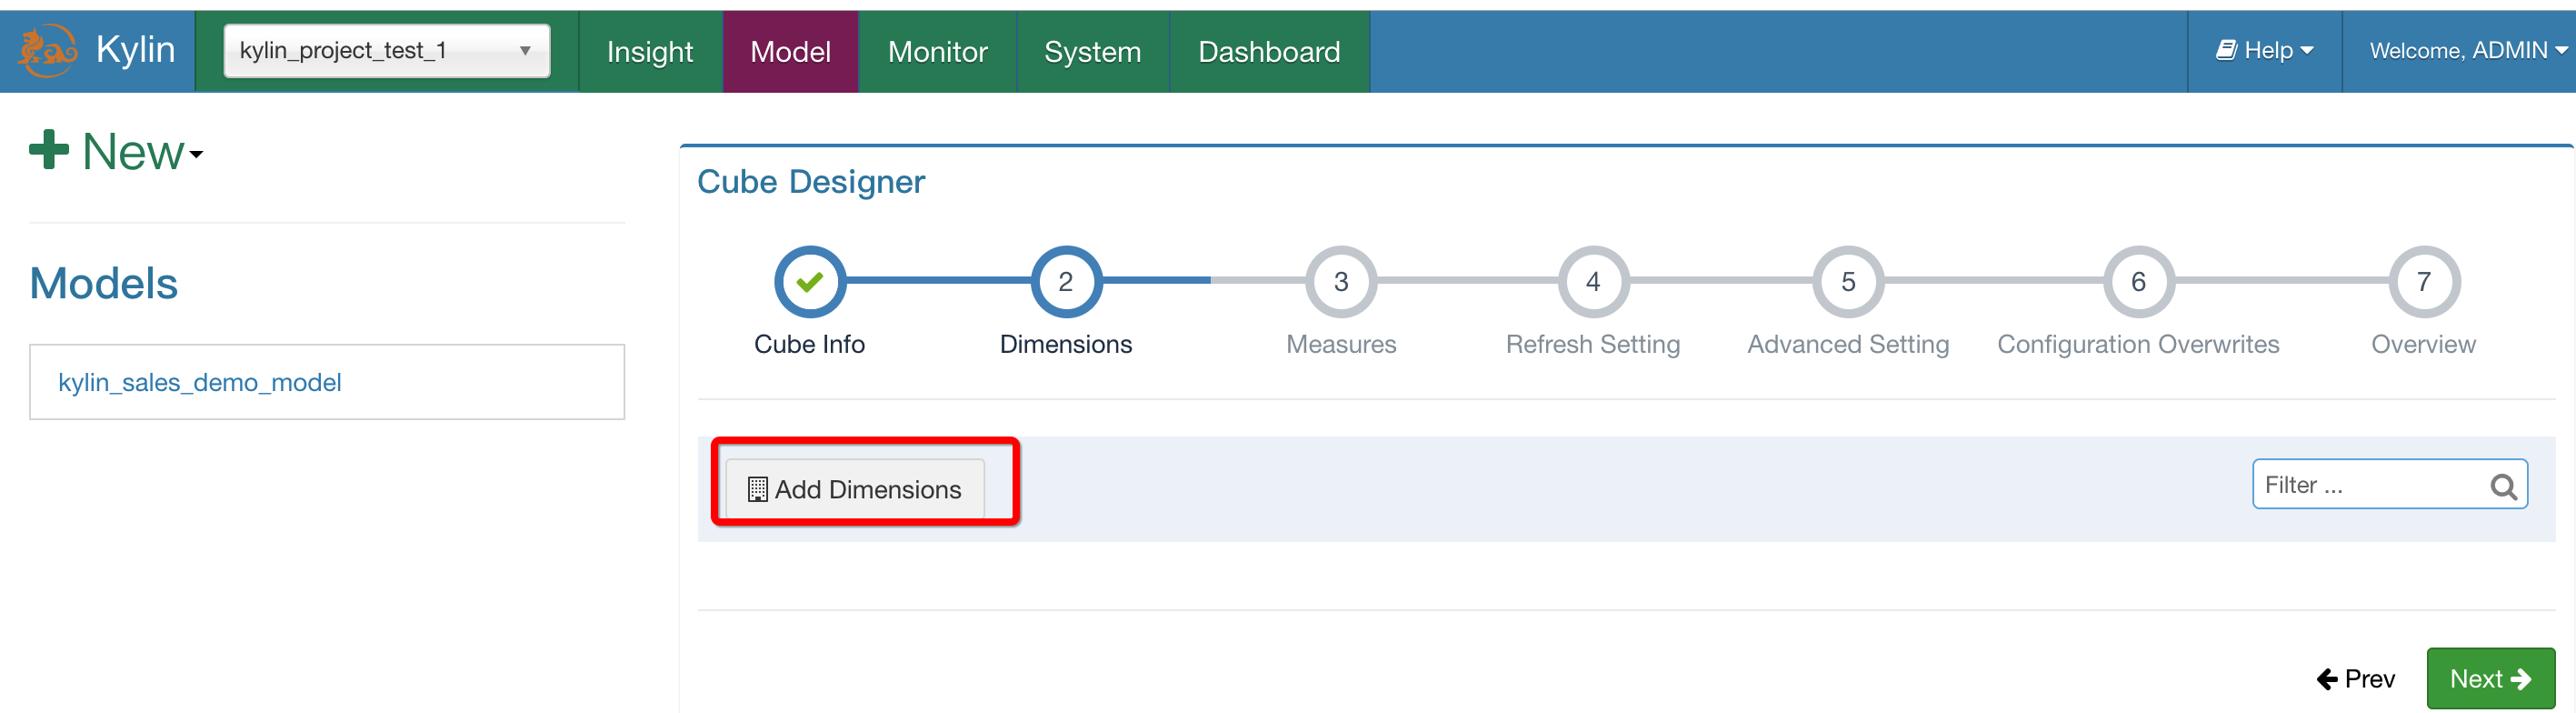 Kylin
kylin_project_test_1
Insight
Model
Monitor
System
Dashboard
Help
Welcome, ADMIN
New
Models
kylin_sales_demo_model
Cube Designer
2
3
4
5
6
7
Cube Info
Dimensions
Measures
Refresh Setting
Advanced Setting
Configuration Overwrites
Overview
Add Dimensions
Filter ...
Prev
Next